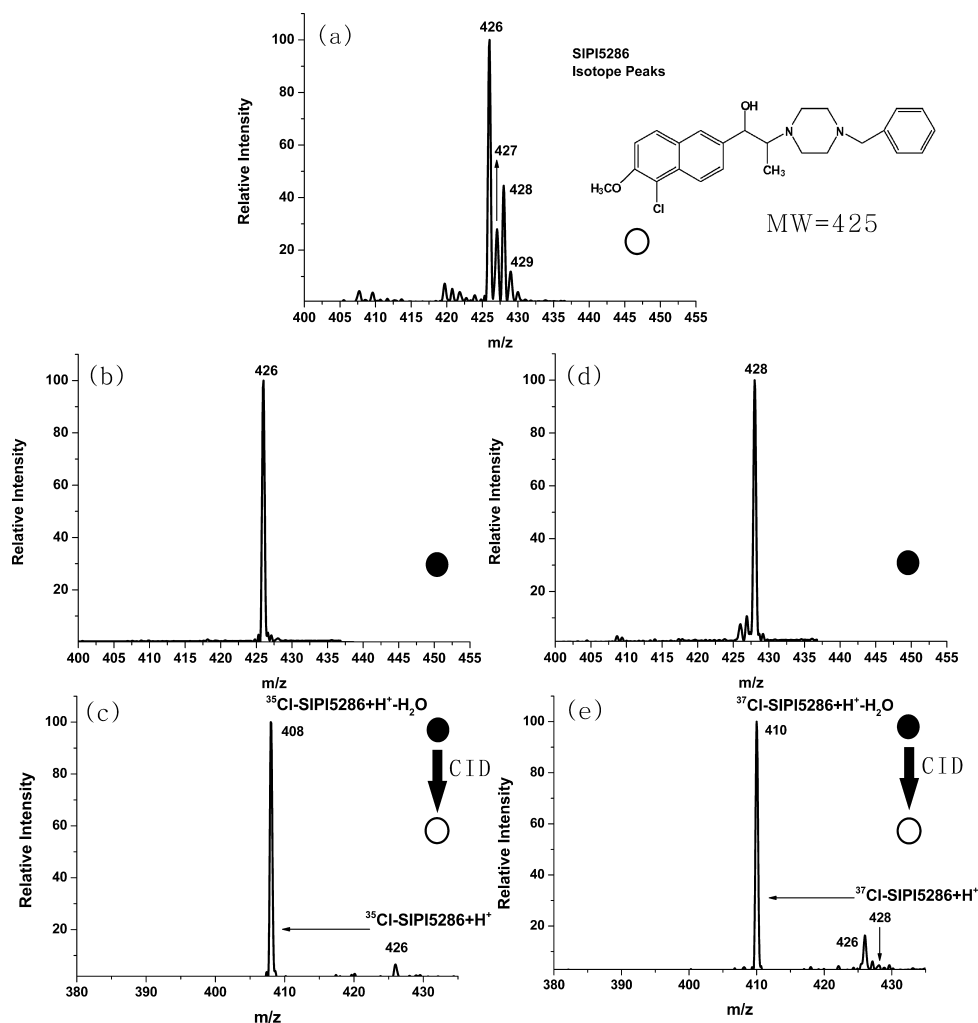 (a)
426
427
428
429
SIPI5286
Isotope Peaks
OH
N
N
CH₃
H₃CO
Cl
MW=425
Relative Intensity
100
80
60
40
20
400 405 410 415 420 425 430 435 440 445 450 455
m/z
(b)
426
Relative Intensity
100
80
60
40
20
400 405 410 415 420 425 430 435 440 445 450 455
m/z
(d)
428
Relative Intensity
100
80
60
40
20
400 405 410 415 420 425 430 435 440 445 450 455
m/z
(c)
³⁵Cl-SIPI5286+H⁺-H₂O
408
CID
³⁵Cl-SIPI5286+H⁺
426
Relative Intensity
100
80
60
40
20
380 390 400 410 420 430
m/z
(e)
³⁷Cl-SIPI5286+H⁺-H₂O
410
CID
³⁷Cl-SIPI5286+H⁺
428
426
Relative Intensity
100
80
60
40
20
380 390 400 410 420 430
m/z